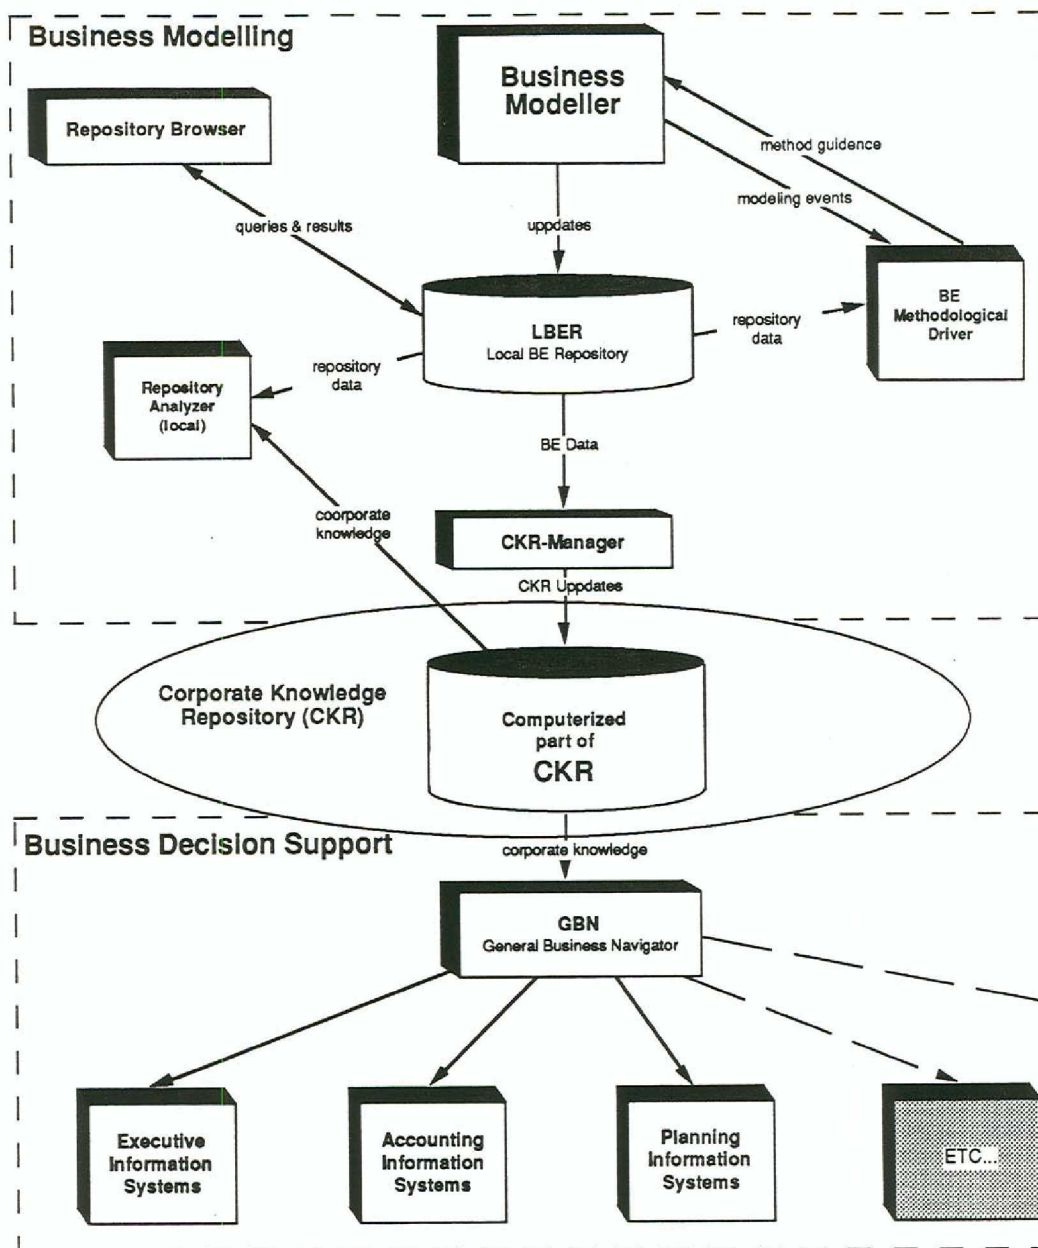 Business Modelling
Business
Modeller
Repository Browser
method guidence
modeling events
queries & results
uppdates
BE
Methodological
Driver
LBER
Local BE Repository
repository
data
repository
data
Repository
Analyzer
(local)
BE Data
coorporate
knowledge
CKR-Manager
CKR Uppdates
Corporate Knowledge
Repository (CKR)
Computerized
part of
CKR
Business Decision Support
corporate knowledge
GBN
General Business Navigator
Executive
Information
Systems
Accounting
Information
Systems
Planning
Information
Systems
ETC...